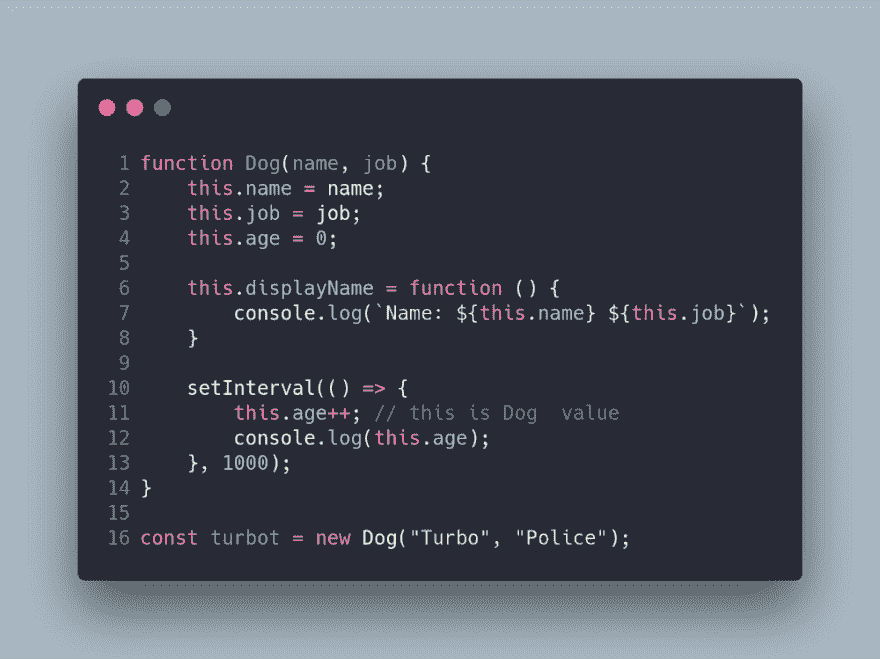 1 function Dog(name, job) {
2     this.name = name;
3     this.job = job;
4     this.age = 0;
5
6     this.displayName = function () {
7         console.log(`Name: ${this.name} ${this.job}`);
8     }
9
10     setInterval(() => {
11         this.age++; // this is Dog  value
12         console.log(this.age);
13     }, 1000);
14 }
15
16 const turbot = new Dog("Turbo", "Police");